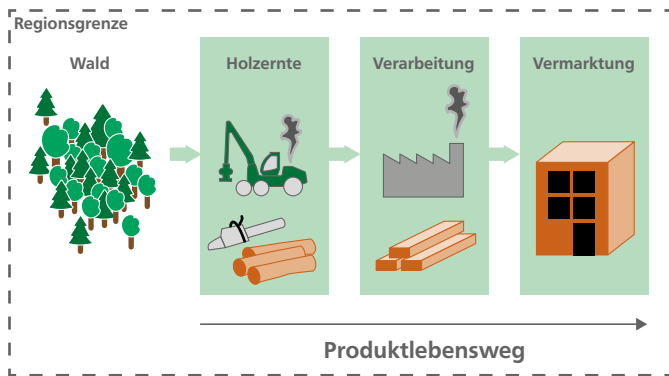 Regionsgrenze
Wald
Holzernte
Verarbeitung
Vermarktung
Produktlebensweg